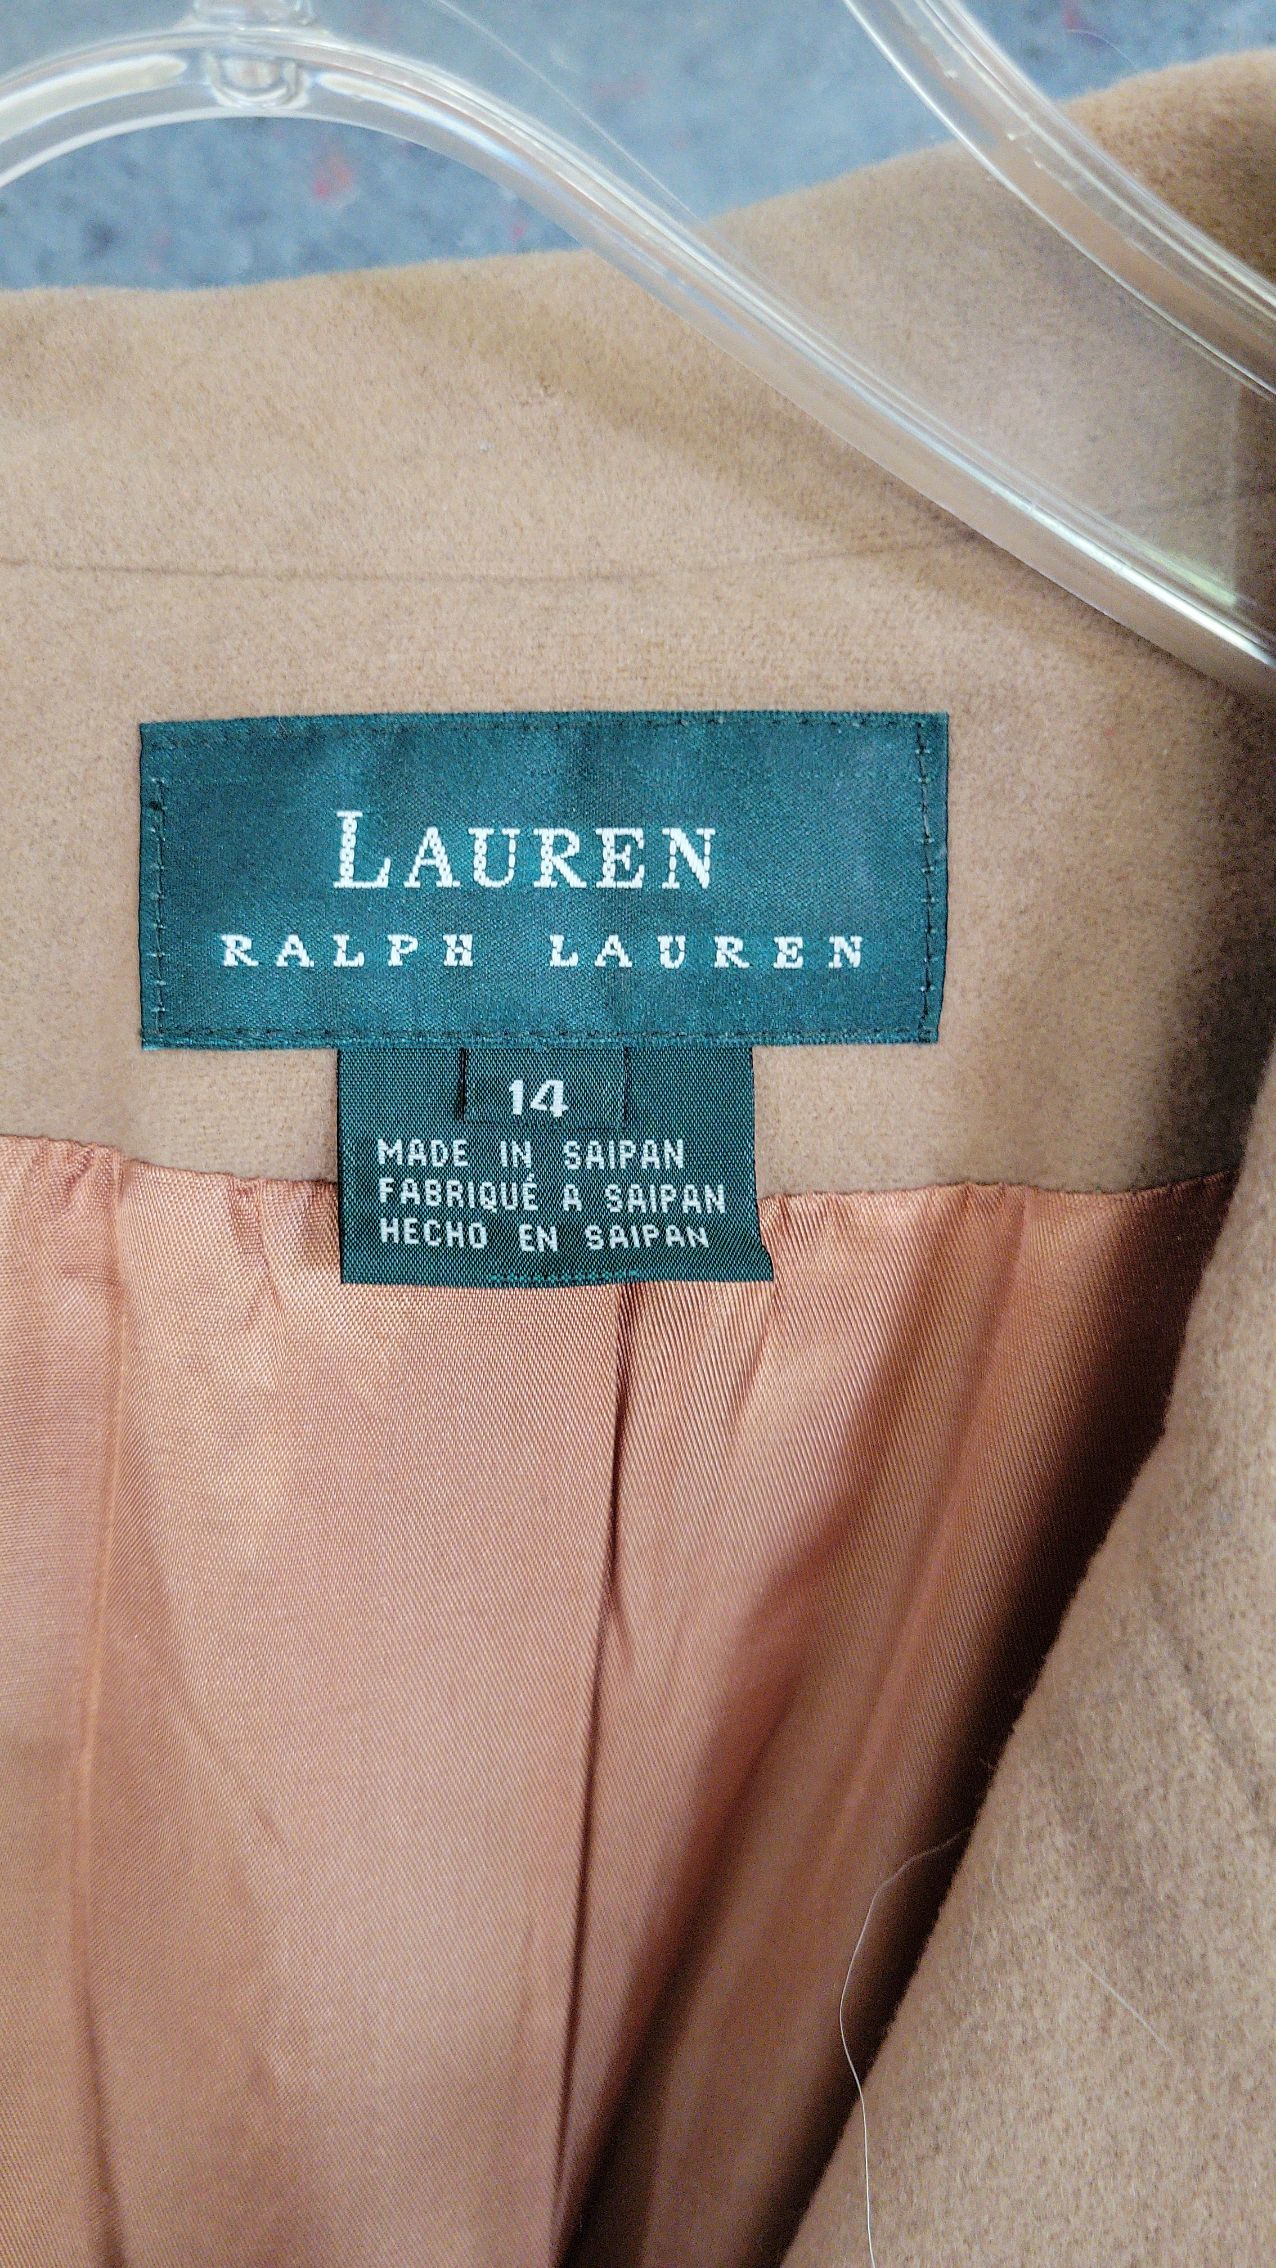 LAUREN
RALPH LAUREN
14
MADE IN SAIPAN
FABRIQUÉ A SAIPAN
HECHO EN SAIPAN